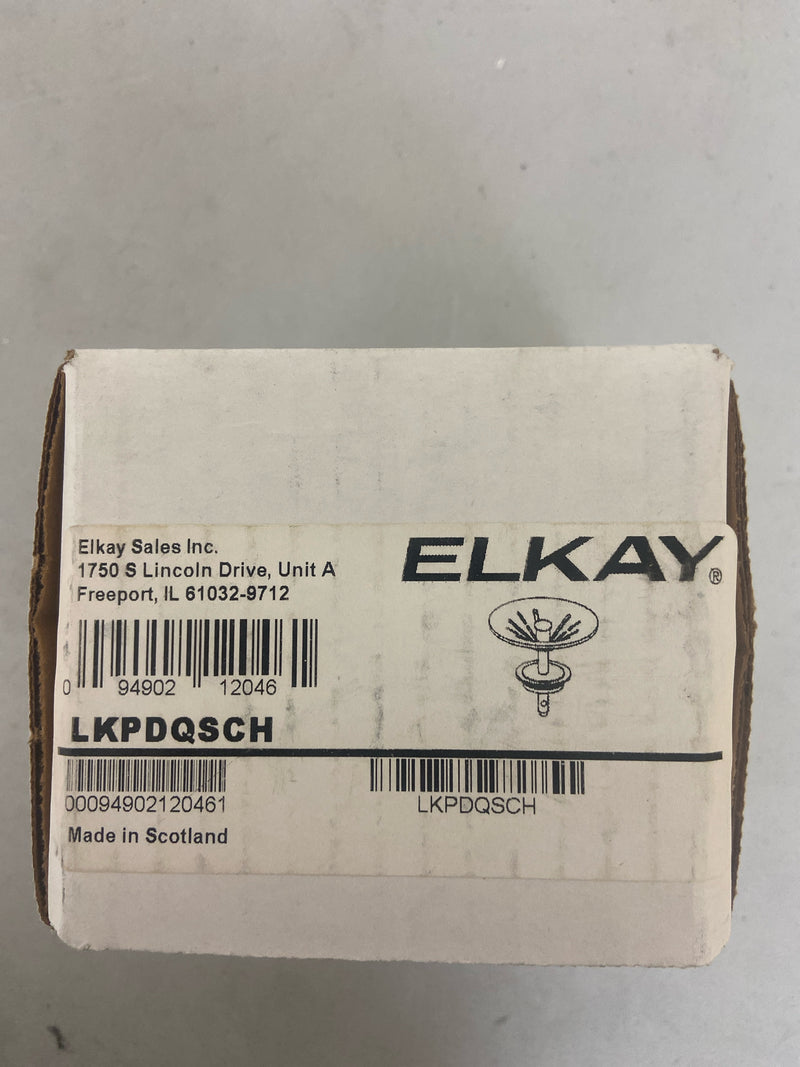 Elkay Sales Inc.
1750 S Lincoln Drive, Unit A
Freeport, IL 61032-9712
ELKAY®
0 94902 12046
LKPDQSCH
00094902120461
LKPDQSCH
Made in Scotland